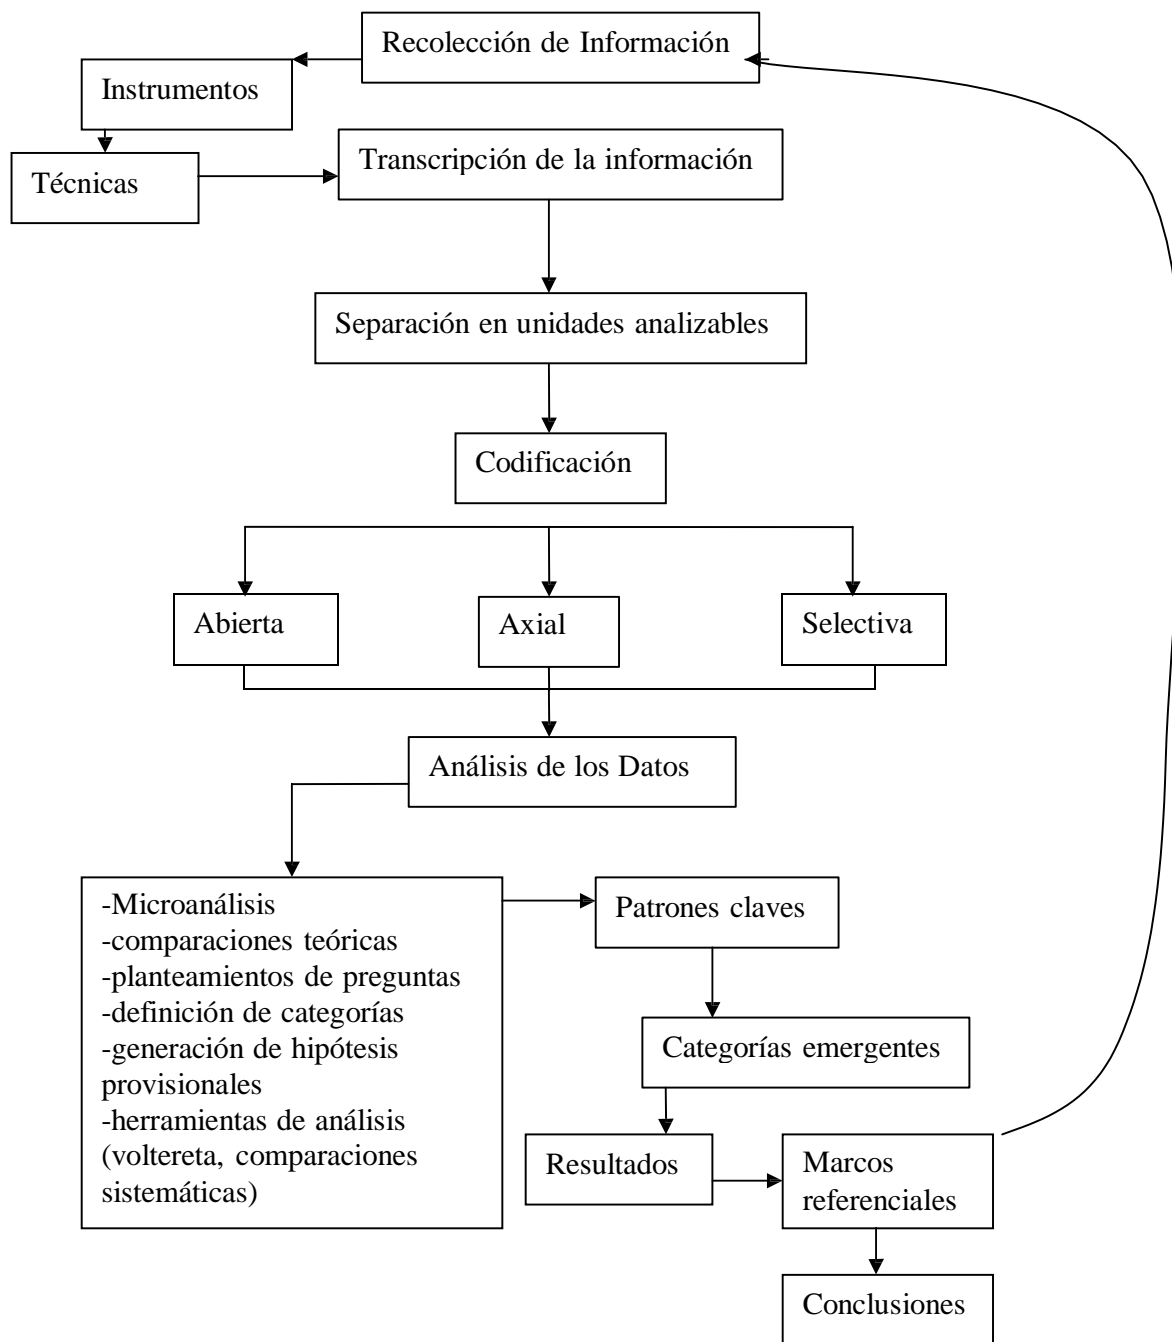 Recolección de Información
Instrumentos
Técnicas
Transcripción de la información
Separación en unidades analizables
Codificación
Abierta
Axial
Selectiva
Análisis de los Datos
-Microanálisis
-comparaciones teóricas
-planteamientos de preguntas
-definición de categorías
-generación de hipótesis
provisionales
-herramientas de análisis
(voltereta, comparaciones
sistemáticas)
Patrones claves
Categorías emergentes
Resultados
Marcos
referenciales
Conclusiones